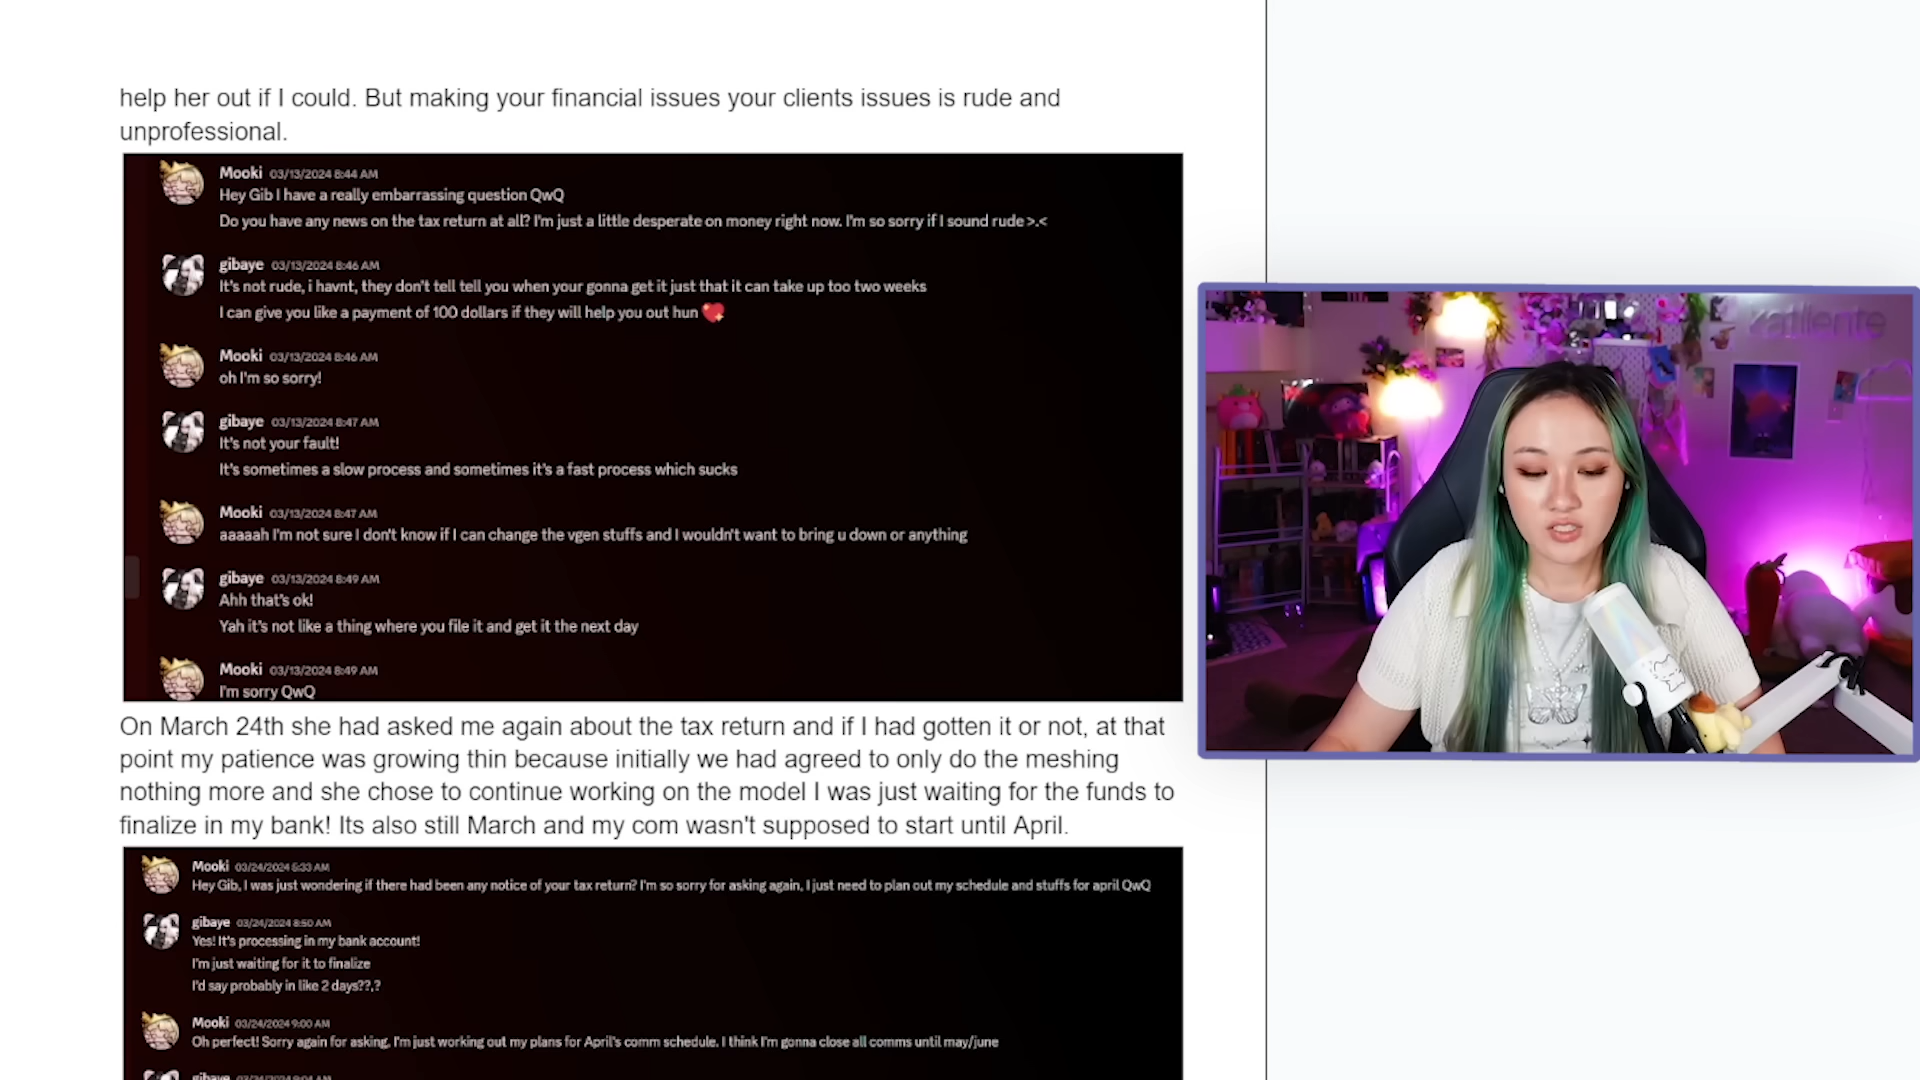 help her out if I could. But making your financial issues your clients issues is rude and
unprofessional.
Mooki 03/13/2024 8:44 AM
Hey Gib I have a really embarrassing question QwQ
Do you have any news on the tax return at all? I'm just a little desperate on money right now. I'm so sorry if I sound rude >.<
gibaye 03/13/2024 8:46 AM
It's not rude, i havnt, they don't tell tell you when your gonna get it just that it can take up too two weeks
I can give you like a payment of 100 dollars if they will help you out hun 💖
Mooki 03/13/2024 8:46 AM
oh I'm so sorry!
gibaye 03/13/2024 8:47 AM
It's not your fault!
It's sometimes a slow process and sometimes it's a fast process which sucks
Mooki 03/13/2024 8:47 AM
aaaaah I'm not sure I don't know if I can change the vgen stuffs and I wouldn't want to bring u down or anything
gibaye 03/13/2024 8:49 AM
Ahh that's ok!
Yah it's not like a thing where you file it and get it the next day
Mooki 03/13/2024 8:49 AM
I'm sorry QwQ
On March 24th she had asked me again about the tax return and if I had gotten it or not, at that
point my patience was growing thin because initially we had agreed to only do the meshing
nothing more and she chose to continue working on the model I was just waiting for the funds to
finalize in my bank! Its also still March and my com wasn't supposed to start until April.
Mooki 03/24/2024 6:33 AM
Hey Gib, I was just wondering if there had been any notice of your tax return? I'm so sorry for asking again, I just need to plan out my schedule and stuffs for april QwQ
gibaye 03/24/2024 8:50 AM
Yes! It's processing in my bank account!
I'm just waiting for it to finalize
I'd say probably in like 2 days??,?
Mooki 03/24/2024 9:00 AM
Oh perfect! Sorry again for asking, I'm just working out my plans for April's comm schedule. I think I'm gonna close all comms until may/june
gibaye